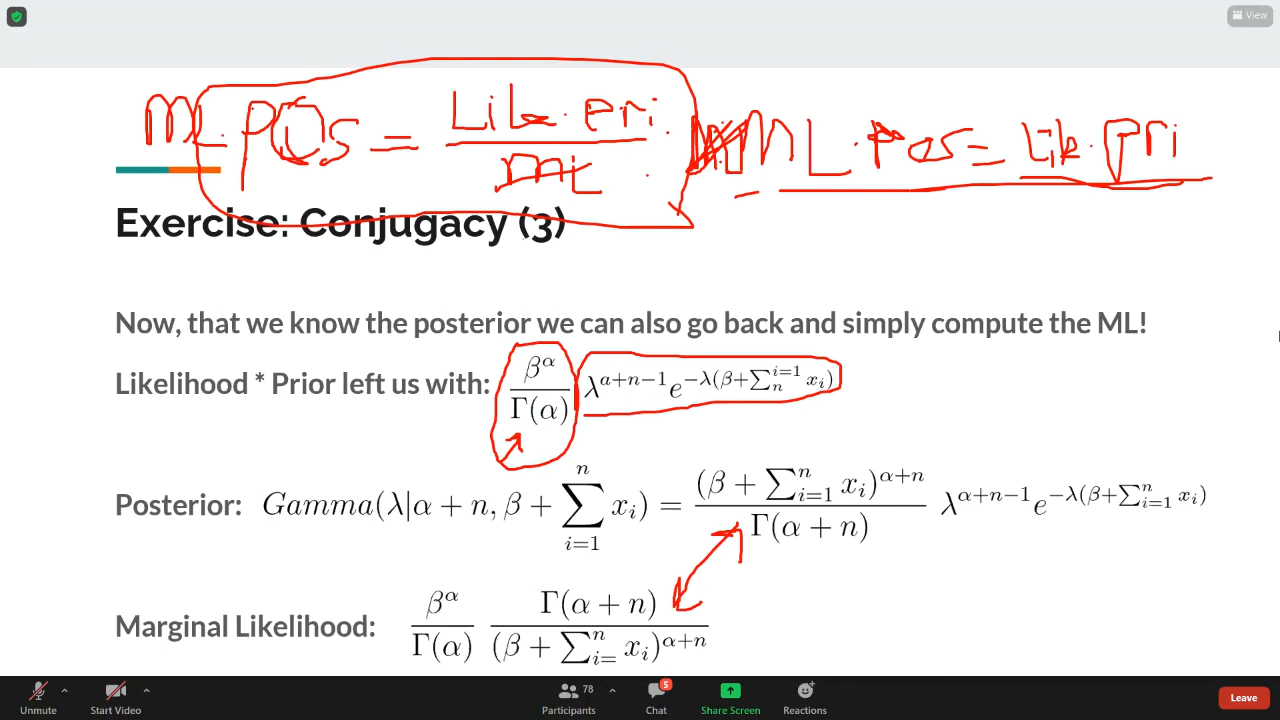 View
ML. Pos = Like. Pri. / ML
ML. Pos = Lik. Pri
Exercise: Conjugacy (3)
Now, that we know the posterior we can also go back and simply compute the ML!
Likelihood * Prior left us with: β^α / Γ(α) λ^{a+n−1} e^{−λ(β+∑_n^{i=1} x_i)}
Posterior: Gamma(λ|α + n, β + ∑_{i=1}^n x_i) = (β + ∑_{i=1}^n x_i)^{α+n} / Γ(α + n) λ^{α+n−1} e^{−λ(β+∑_{i=1}^n x_i)}
Marginal Likelihood: β^α / Γ(α) Γ(α + n) / (β + ∑_{i=}^n x_i)^{α+n}
Unmute Start Video 78 Participants 5 Chat Share Screen Reactions Leave